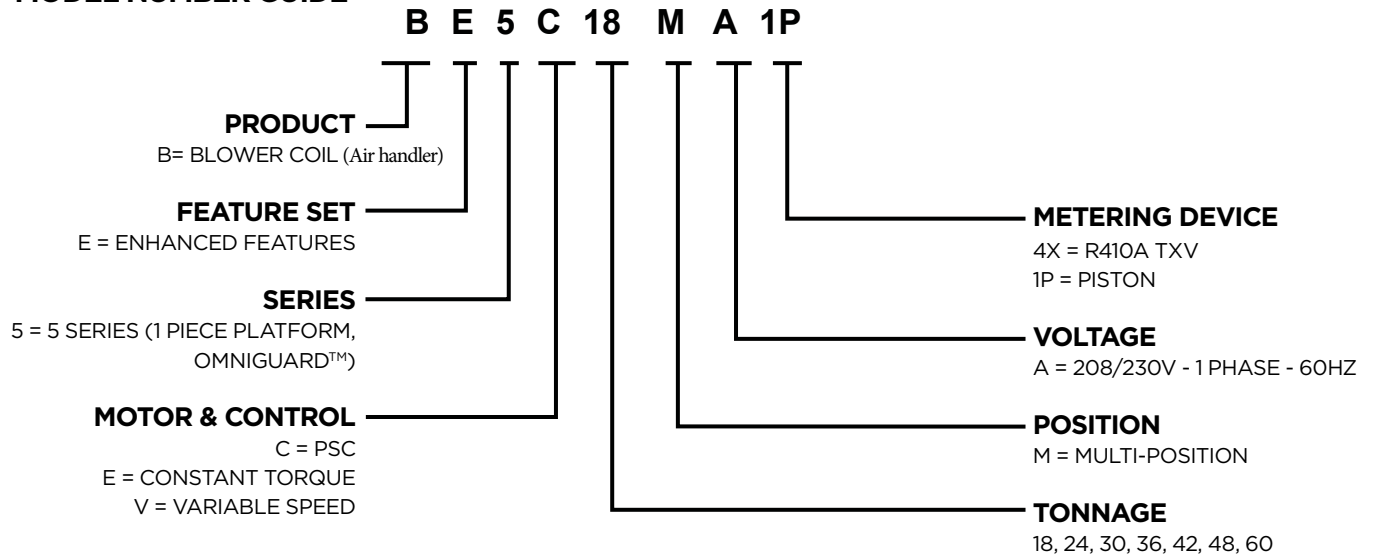 MODEL NUMBER GUIDE
B E 5 C 18 M A 1P
PRODUCT
B= BLOWER COIL (Air handler)
FEATURE SET
E = ENHANCED FEATURES
SERIES
5 = 5 SERIES (1 PIECE PLATFORM,
OMNIGUARD™)
MOTOR & CONTROL
C = PSC
E = CONSTANT TORQUE
V = VARIABLE SPEED
METERING DEVICE
4X = R410A TXV
1P = PISTON
VOLTAGE
A = 208/230V - 1 PHASE - 60HZ
POSITION
M = MULTI-POSITION
TONNAGE
18, 24, 30, 36, 42, 48, 60